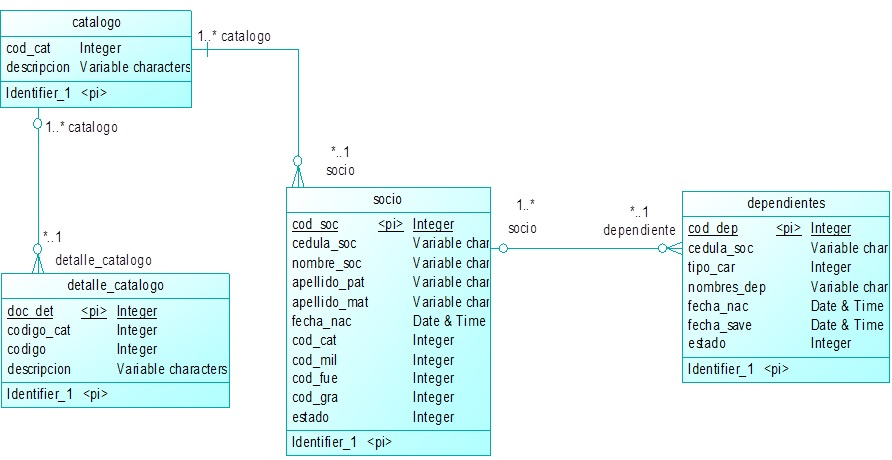 catalogo
cod_cat Integer
descripcion Variable characters
Identifier_1 <pi>
1..* catalogo
1..* catalogo
*..1
detalle_catalogo
detalle_catalogo
doc_det <pi> Integer
codigo_cat Integer
codigo Integer
descripcion Variable characters
Identifier_1 <pi>
*..1
socio
socio
cod_soc <pi> Integer
cedula_soc Variable char
nombre_soc Variable char
apellido_pat Variable char
apellido_mat Variable char
fecha_nac Date & Time
cod_cat Integer
cod_mil Integer
cod_fue Integer
cod_gra Integer
estado Integer
Identifier_1 <pi>
1..*
socio
*..1
dependiente
dependientes
cod_dep <pi> Integer
cedula_soc Variable char
tipo_car Integer
nombres_dep Variable char
fecha_nac Date & Time
fecha_save Date & Time
estado Integer
Identifier_1 <pi>